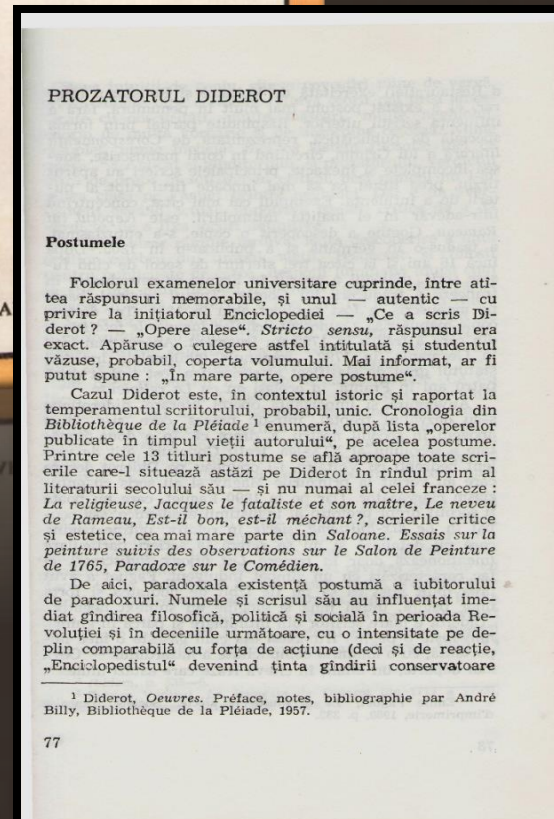 PROZATORUL DIDEROT
Postumele
Folclorul examenelor universitare cuprinde, între atî-
tea răspunsuri memorabile, și unul — autentic — cu
privire la inițiatorul Enciclopediei — „Ce a scris Di-
derot ? — „Opere alese“. Stricto sensu, răspunsul era
exact. Apăruse o culegere astfel intitulată și studentul
văzuse, probabil, coperta volumului. Mai informat, ar fi
putut spune : „În mare parte, opere postume“.
Cazul Diderot este, în contextul istoric și raportat la
temperamentul scriitorului, probabil, unic. Cronologia din
Bibliothèque de la Pléiade ¹ enumeră, după lista „operelor
publicate în timpul vieții autorului“, pe acelea postume.
Printre cele 13 titluri postume se află aproape toate scri-
erile care-l situează astăzi pe Diderot în rîndul prim al
literaturii secolului său — și nu numai al celei franceze :
La religieuse, Jacques le fataliste et son maître, Le neveu
de Rameau, Est-il bon, est-il méchant ?, scrierile critice
și estetice, cea mai mare parte din Saloane. Essais sur la
peinture suivis des observations sur le Salon de Peinture
de 1765, Paradoxe sur le Comédien.
De aici, paradoxala existență postumă a iubitorului
de paradoxuri. Numele și scrisul său au influențat ime-
diat gîndirea filosofică, politică și socială în perioada Re-
voluției și în deceniile următoare, cu o intensitate pe de-
plin comparabilă cu forța de acțiune (deci și de reacție,
„Enciclopedistul“ devenind ținta gîndirii conservatoare
¹ Diderot, Oeuvres. Préface, notes, bibliographie par André
Billy, Bibliothèque de la Pléiade, 1957.
77